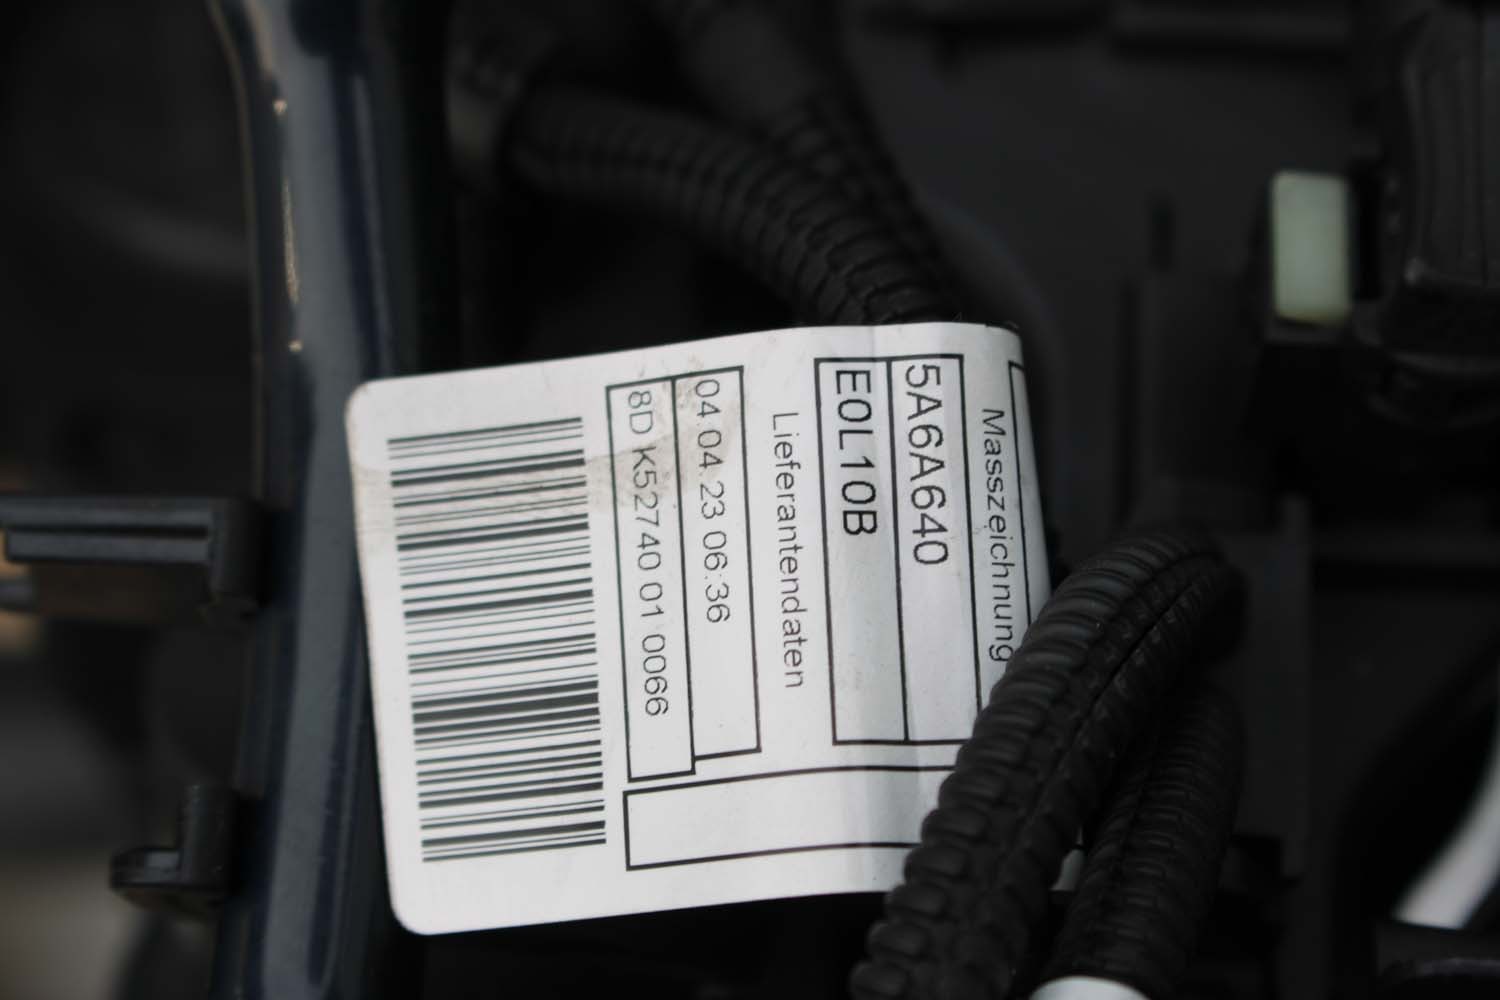 Masszeichnung
5A6A640
E0L10B
Lieferantendaten
04.04.23 06:36
8D K52740 01 0066